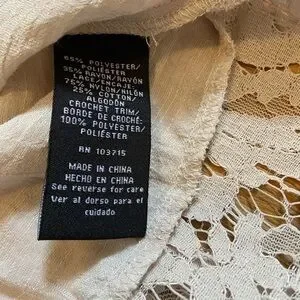 65% POLYESTER/
POLIÉSTER
35% RAYON/RAYÓN
LACE/ENCAJE:
75% NYLON/NILÓN
25% COTTON/
ALGODÓN
CROCHET TRIM/
BORDE DE CROCHÉ:
100% POLYESTER/
POLIÉSTER
RN 103715
MADE IN CHINA
HECHO EN CHINA
See reverse for care
Ver al dorso para el
cuidado